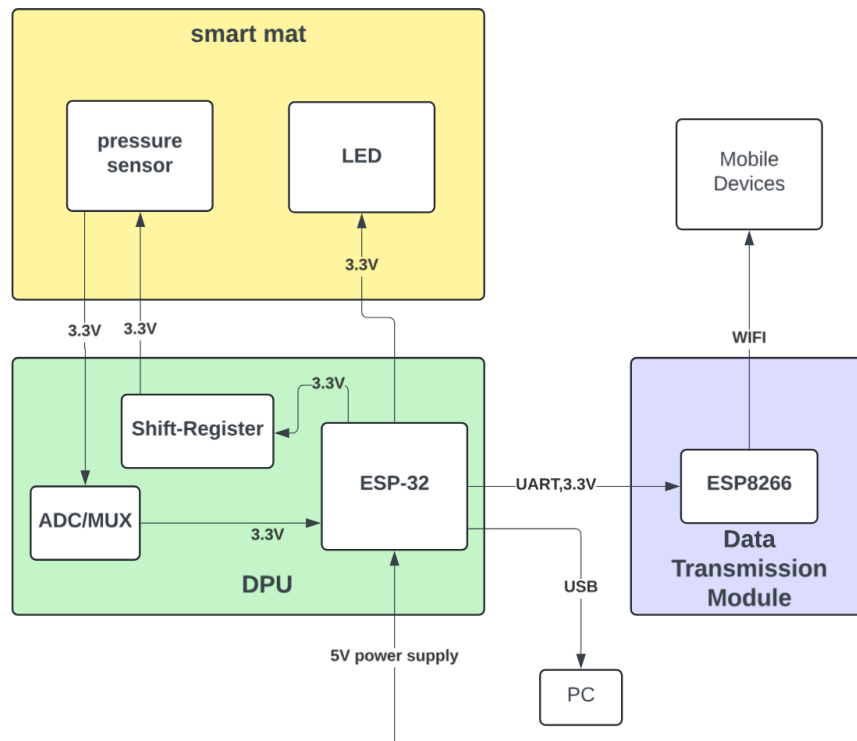 smart mat
pressure
sensor
LED
Mobile
Devices
3.3V
3.3V
3.3V
WIFI
3.3V
Shift-Register
ESP-32
UART,3.3V
ESP8266
ADC/MUX
3.3V
DPU
Data
Transmission
Module
USB
5V power supply
PC